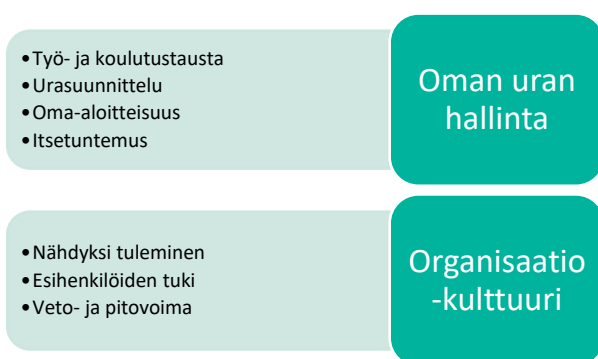 •Työ- ja koulutustausta
•Urasuunnittelu
•Oma-aloitteisuus
•Itsetuntemus
Oman uran
hallinta
•Nähdyksi tuleminen
•Esihenkilöiden tuki
•Veto- ja pitovoima
Organisaatio
-kulttuuri